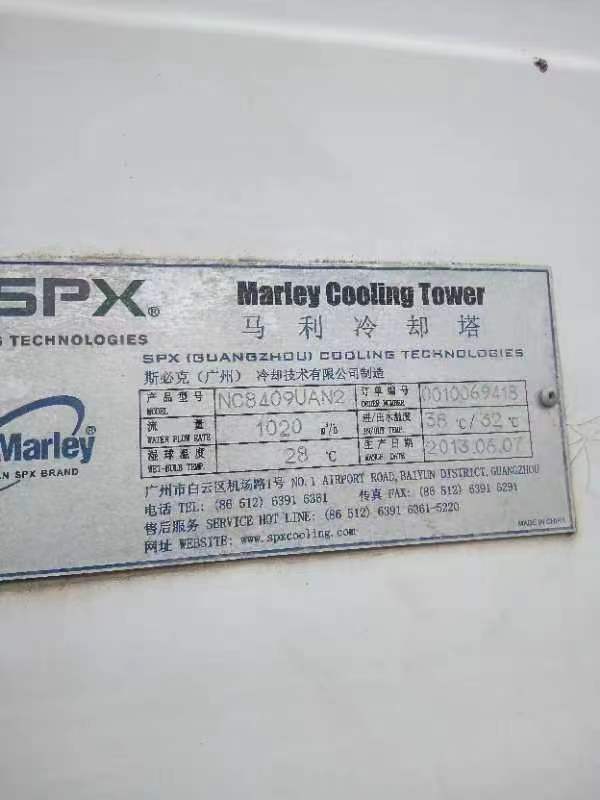 SPX®
G TECHNOLOGIES
Marley®
AN SPX BRAND
Marley Cooling Tower
马利冷却塔
SPX (GUANGZHOU) COOLING TECHNOLOGIES
斯必克(广州) 冷却技术有限公司制造
产品型号 MODEL NC8409UAN2 订单编号 ORDER NUMBER 0010069418
流量 WATER FLOW RATE 1020 m³/h 进/出水温度 IN/OUT TEMP. 38 ℃/32℃
湿球温度 WET-BULB TEMP. 28 ℃ 生产日期 MANUF. DATE 2013.06.07
广州市白云区机场路1号 NO.1 AIRPORT ROAD, BAIYUN DISTRICT, GUANGZHOU
电话 TEL: (86 512) 6391 6361 传真 FAX: (86 512) 6391 6291
售后服务 SERVICE HOT LINE: (86 512) 6391 6361-5220
网址 WEBSITE: www.spxcooling.com
MADE IN CHINA